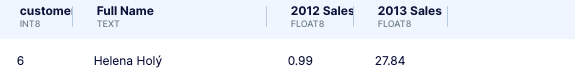 custome Full Name 2012 Sales 2013 Sales
INT8 TEXT FLOAT8 FLOAT8
6 Helena Holý 0.99 27.84